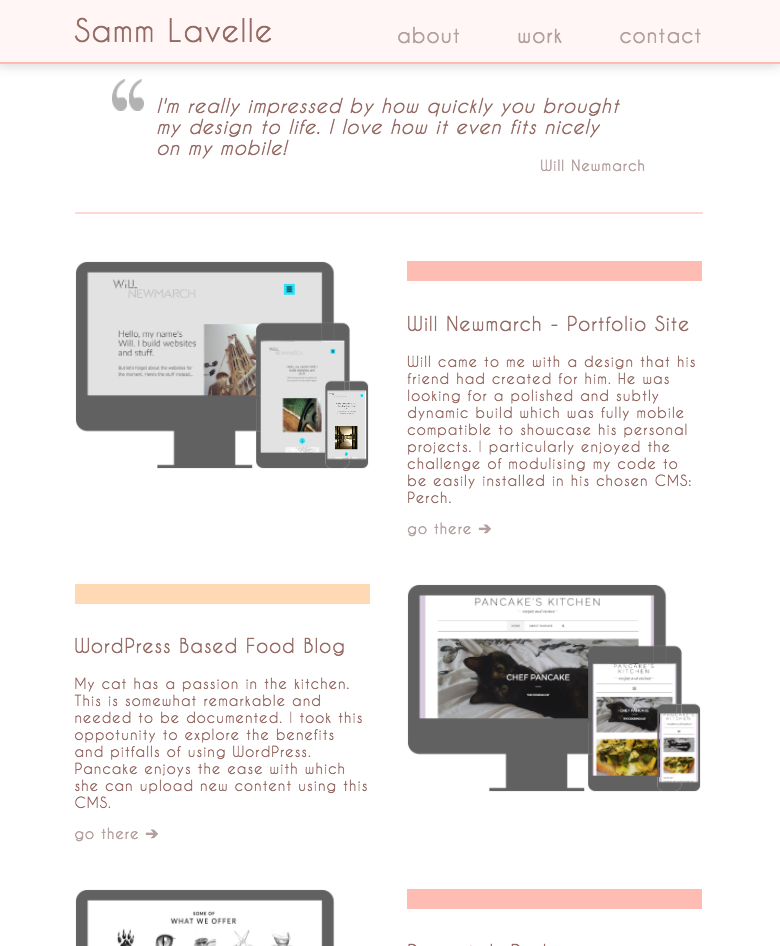 Samm Lavelle
about work contact
“
I'm really impressed by how quickly you brought
my design to life. I love how it even fits nicely
on my mobile!
Will Newmarch
WiLL
NEWMARCH
Hello, my name's
Will. I build websites
and stuff.
Will Newmarch - Portfolio Site
Will came to me with a design that his
friend had created for him. He was
looking for a polished and subtly
dynamic build which was fully mobile
compatible to showcase his personal
projects. I particularly enjoyed the
challenge of modulising my code to
be easily installed in his chosen CMS:
Perch.
go there ➔
WordPress Based Food Blog
My cat has a passion in the kitchen.
This is somewhat remarkable and
needed to be documented. I took this
oppotunity to explore the benefits
and pitfalls of using WordPress.
Pancake enjoys the ease with which
she can upload new content using this
CMS.
go there ➔
PANCAKE'S KITCHEN
CHEF PANCAKE
PANCAKE'S
KITCHEN
CHEF PANCAKE
SOME OF
WHAT WE OFFER